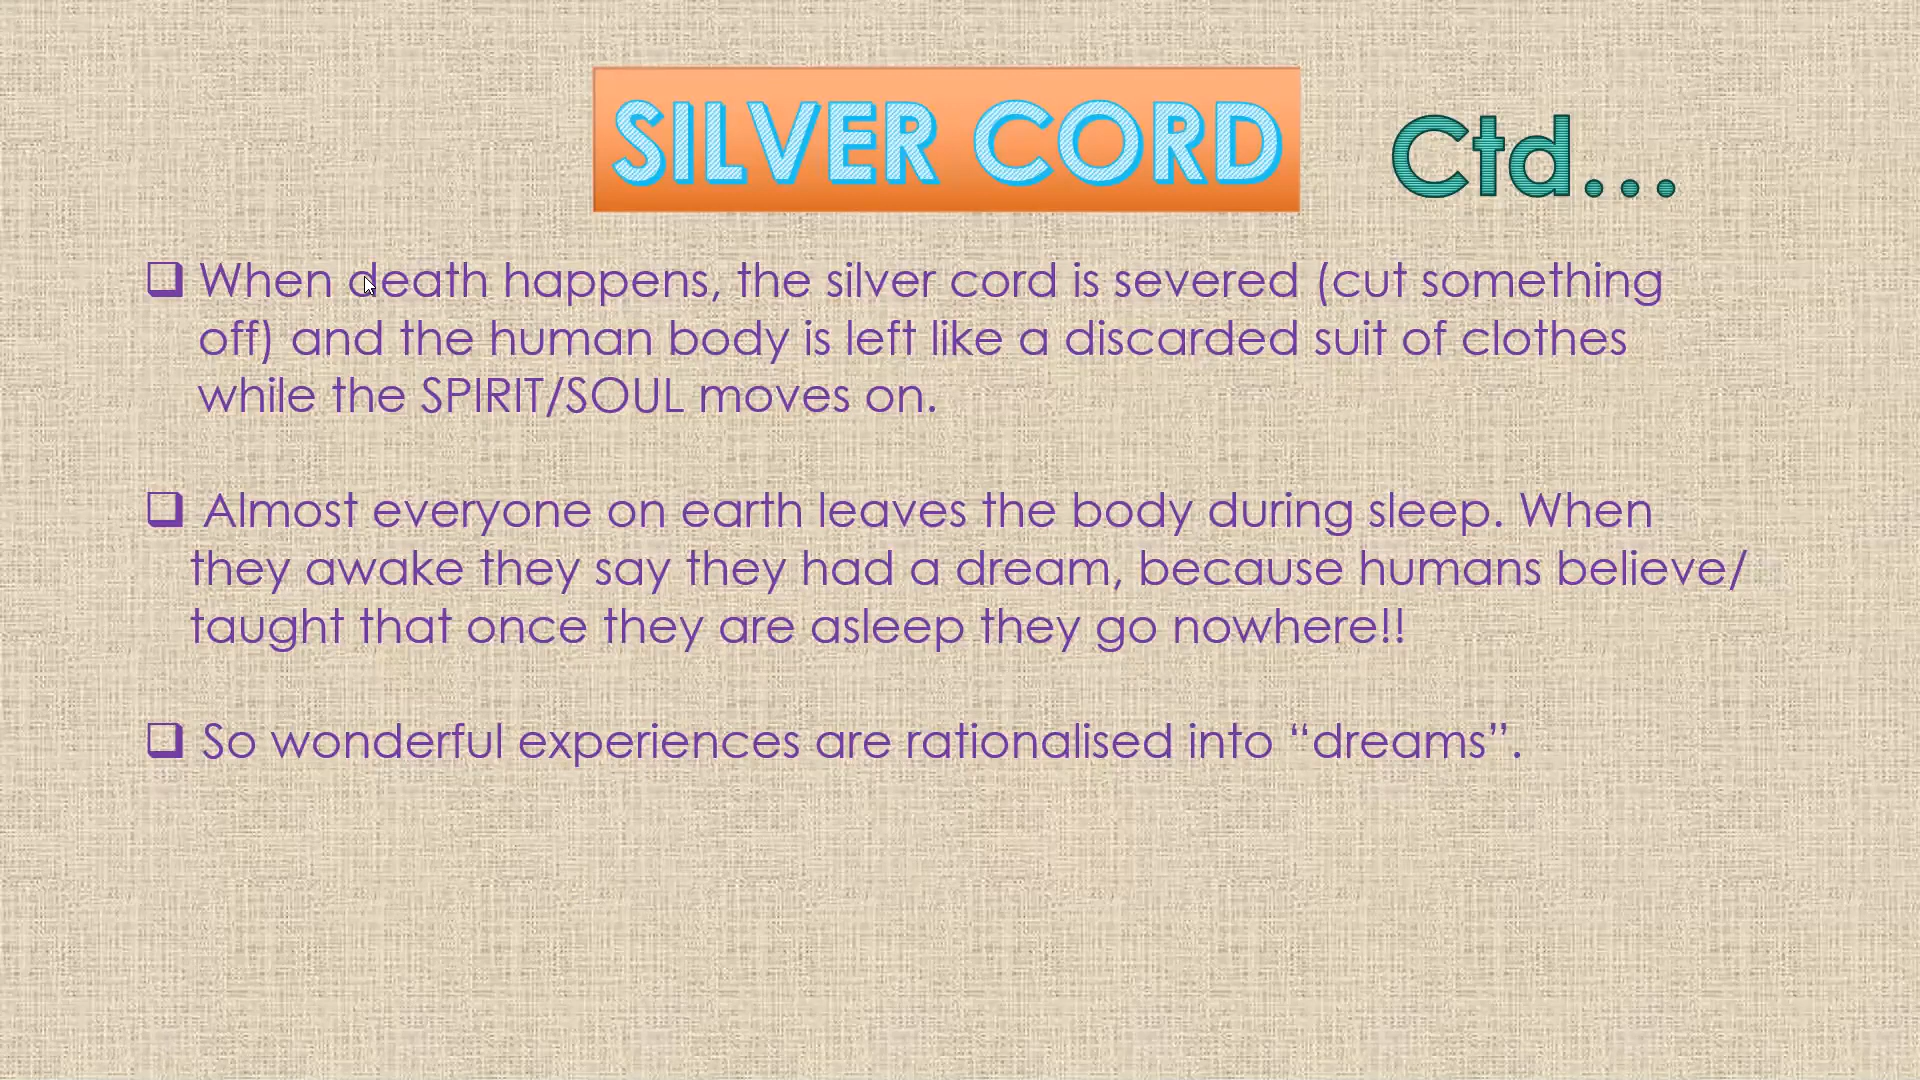 SILVER CORD Ctd...
❑ When death happens, the silver cord is severed (cut something
off) and the human body is left like a discarded suit of clothes
while the SPIRIT/SOUL moves on.
❑ Almost everyone on earth leaves the body during sleep. When
they awake they say they had a dream, because humans believe/
taught that once they are asleep they go nowhere!!
❑ So wonderful experiences are rationalised into “dreams”.